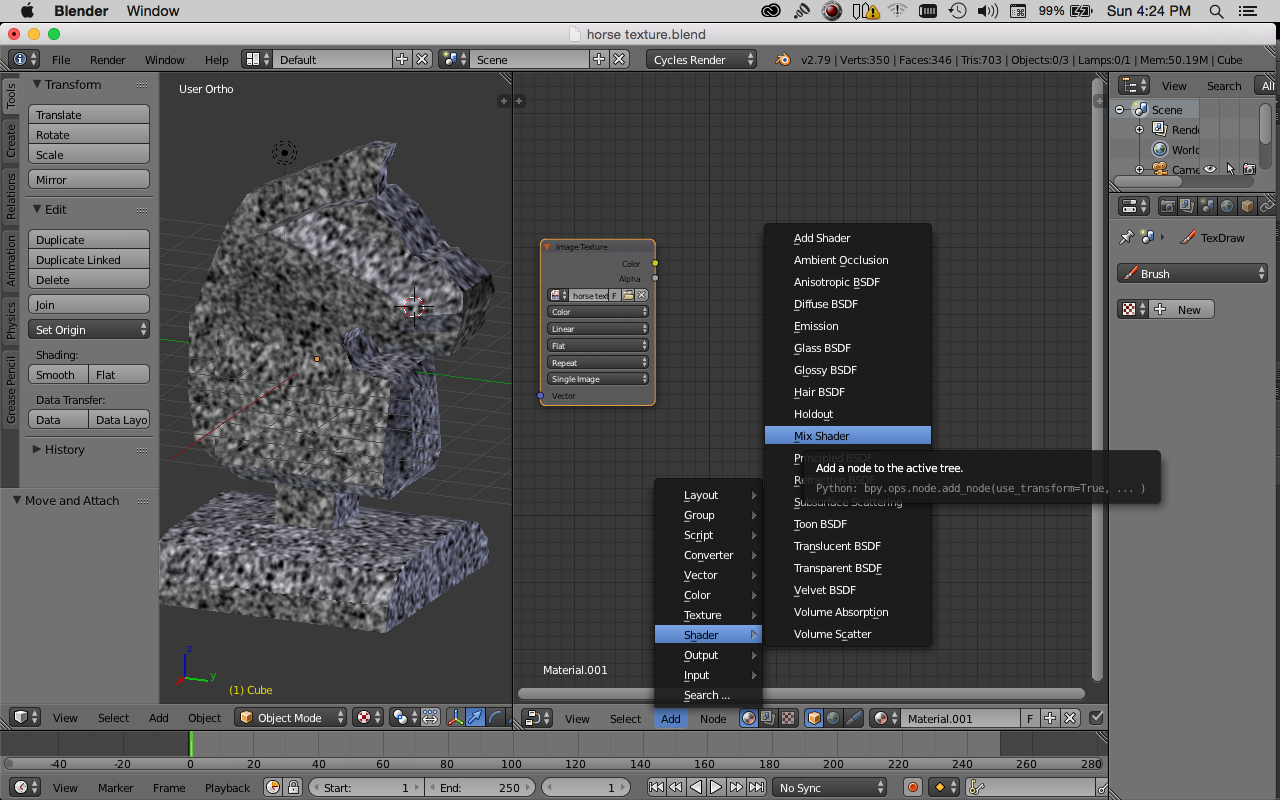 Blender Window 99% Sun 4:24 PM
horse texture.blend
File Render Window Help Default Scene Cycles Render v2.79 | Verts:350 | Faces:346 | Tris:703 | Objects:0/3 | Lamps:0/1 | Mem:50.19M | Cube
Tools
Create
Relations
Animation
Physics
Grease Pencil
Transform
Translate
Rotate
Scale
Mirror
Edit
Duplicate
Duplicate Linked
Delete
Join
Set Origin
Shading:
Smooth Flat
Data Transfer:
Data Data Layo
History
Move and Attach
User Ortho
z
y
(1) Cube
Image Texture
Color
Alpha
horse text F
Color
Linear
Flat
Repeat
Single Image
Vector
Material.001
Layout
Group
Script
Converter
Vector
Color
Texture
Shader
Output
Input
Search ...
Add Shader
Ambient Occlusion
Anisotropic BSDF
Diffuse BSDF
Emission
Glass BSDF
Glossy BSDF
Hair BSDF
Holdout
Mix Shader
Principled BSDF
Refraction BSDF
Subsurface Scattering
Toon BSDF
Translucent BSDF
Transparent BSDF
Velvet BSDF
Volume Absorption
Volume Scatter
Add a node to the active tree.
Python: bpy.ops.node.add_node(use_transform=True, ... )
View Search All
Scene
Rende
World
Came
TexDraw
Brush
New
View Select Add Object Object Mode
View Select Add Node Material.001 F
-40 -20 0 20 40 60 80 100 120 140 160 180 200 220 240 260 280
View Marker Frame Playback Start: 1 End: 250 1 No Sync